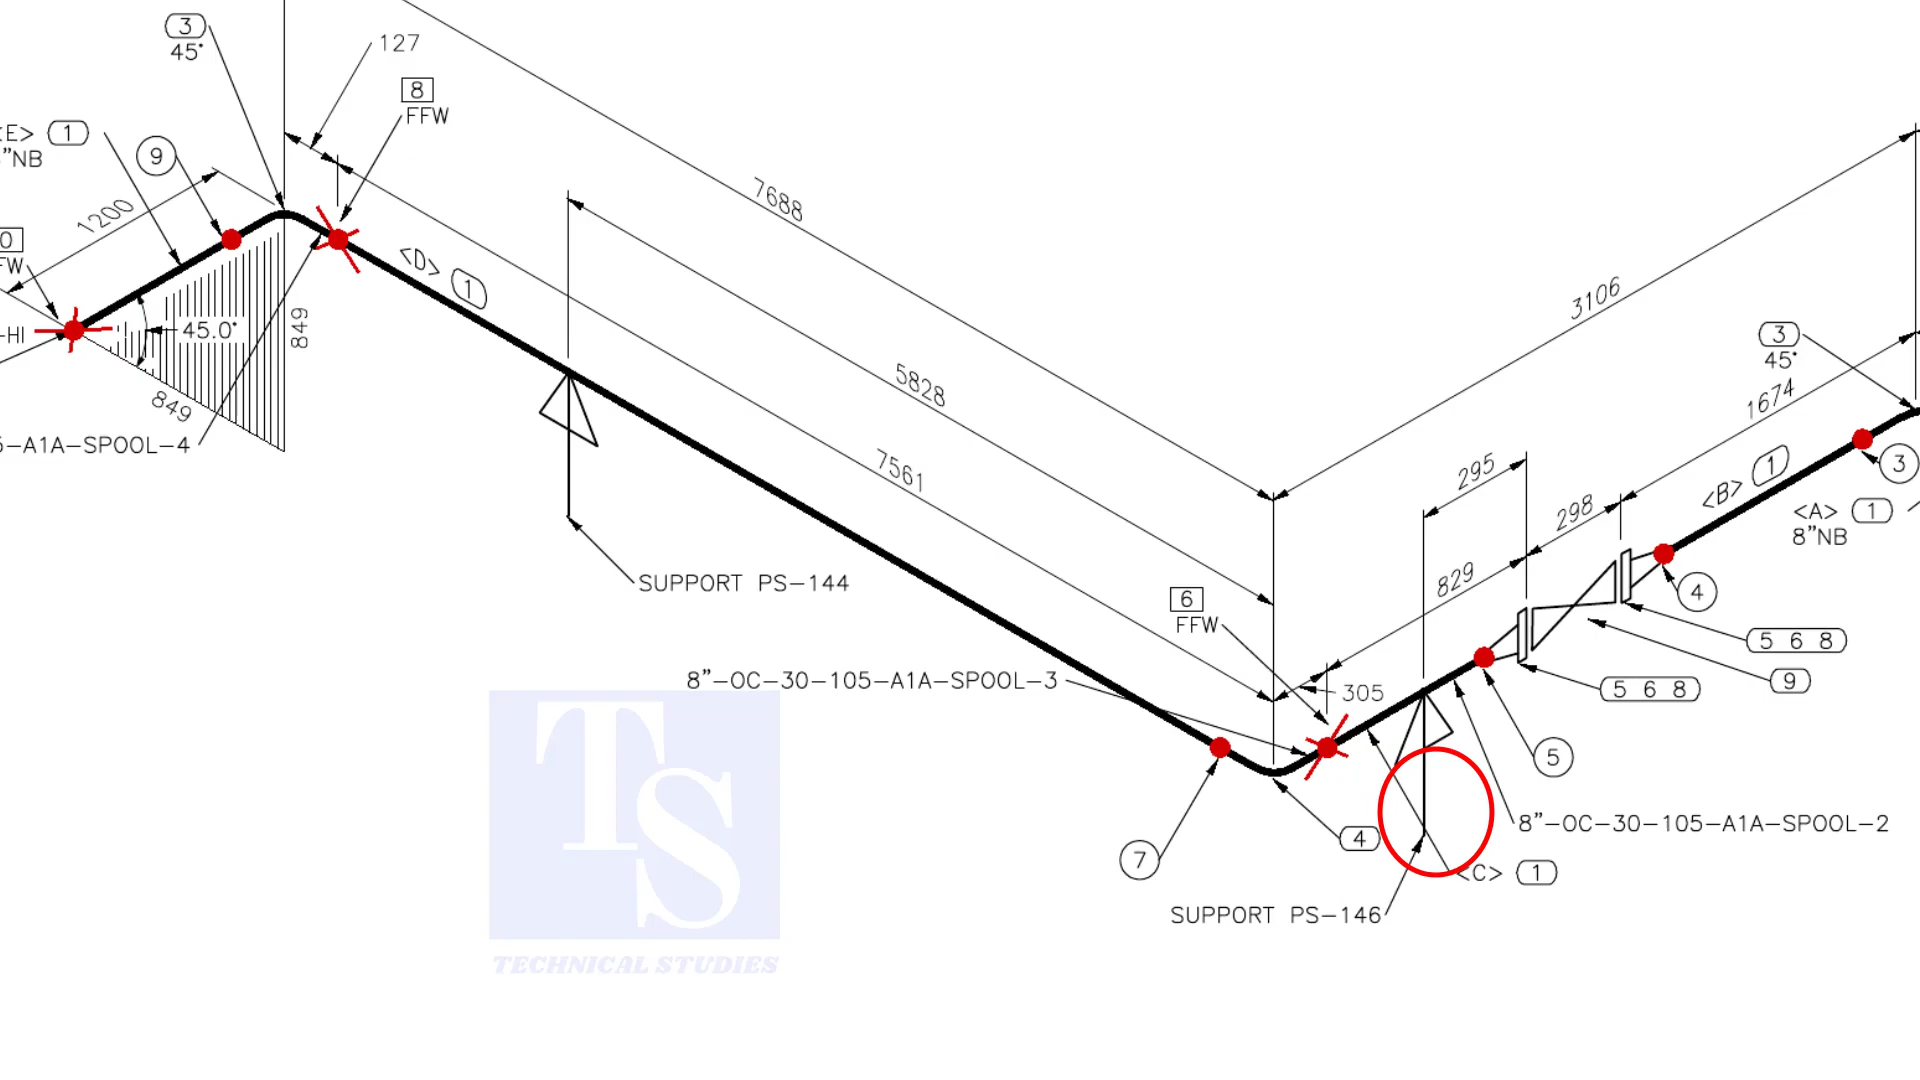 3
45°
127
8
FFW
<E> 1
"NB
9
1200
0
FW
-HI
45.0°
849
849
-A1A-SPOOL-4
<D> 1
7688
5828
7561
3106
SUPPORT PS-144
3
45°
1674
295
298
829
<B> 1
3
<A> 1
8"NB
4
6
FFW
5 6 8
9
5 6 8
305
8"-OC-30-105-A1A-SPOOL-3
5
8"-OC-30-105-A1A-SPOOL-2
7
4
<C> 1
SUPPORT PS-146
TS
TECHNICAL STUDIES